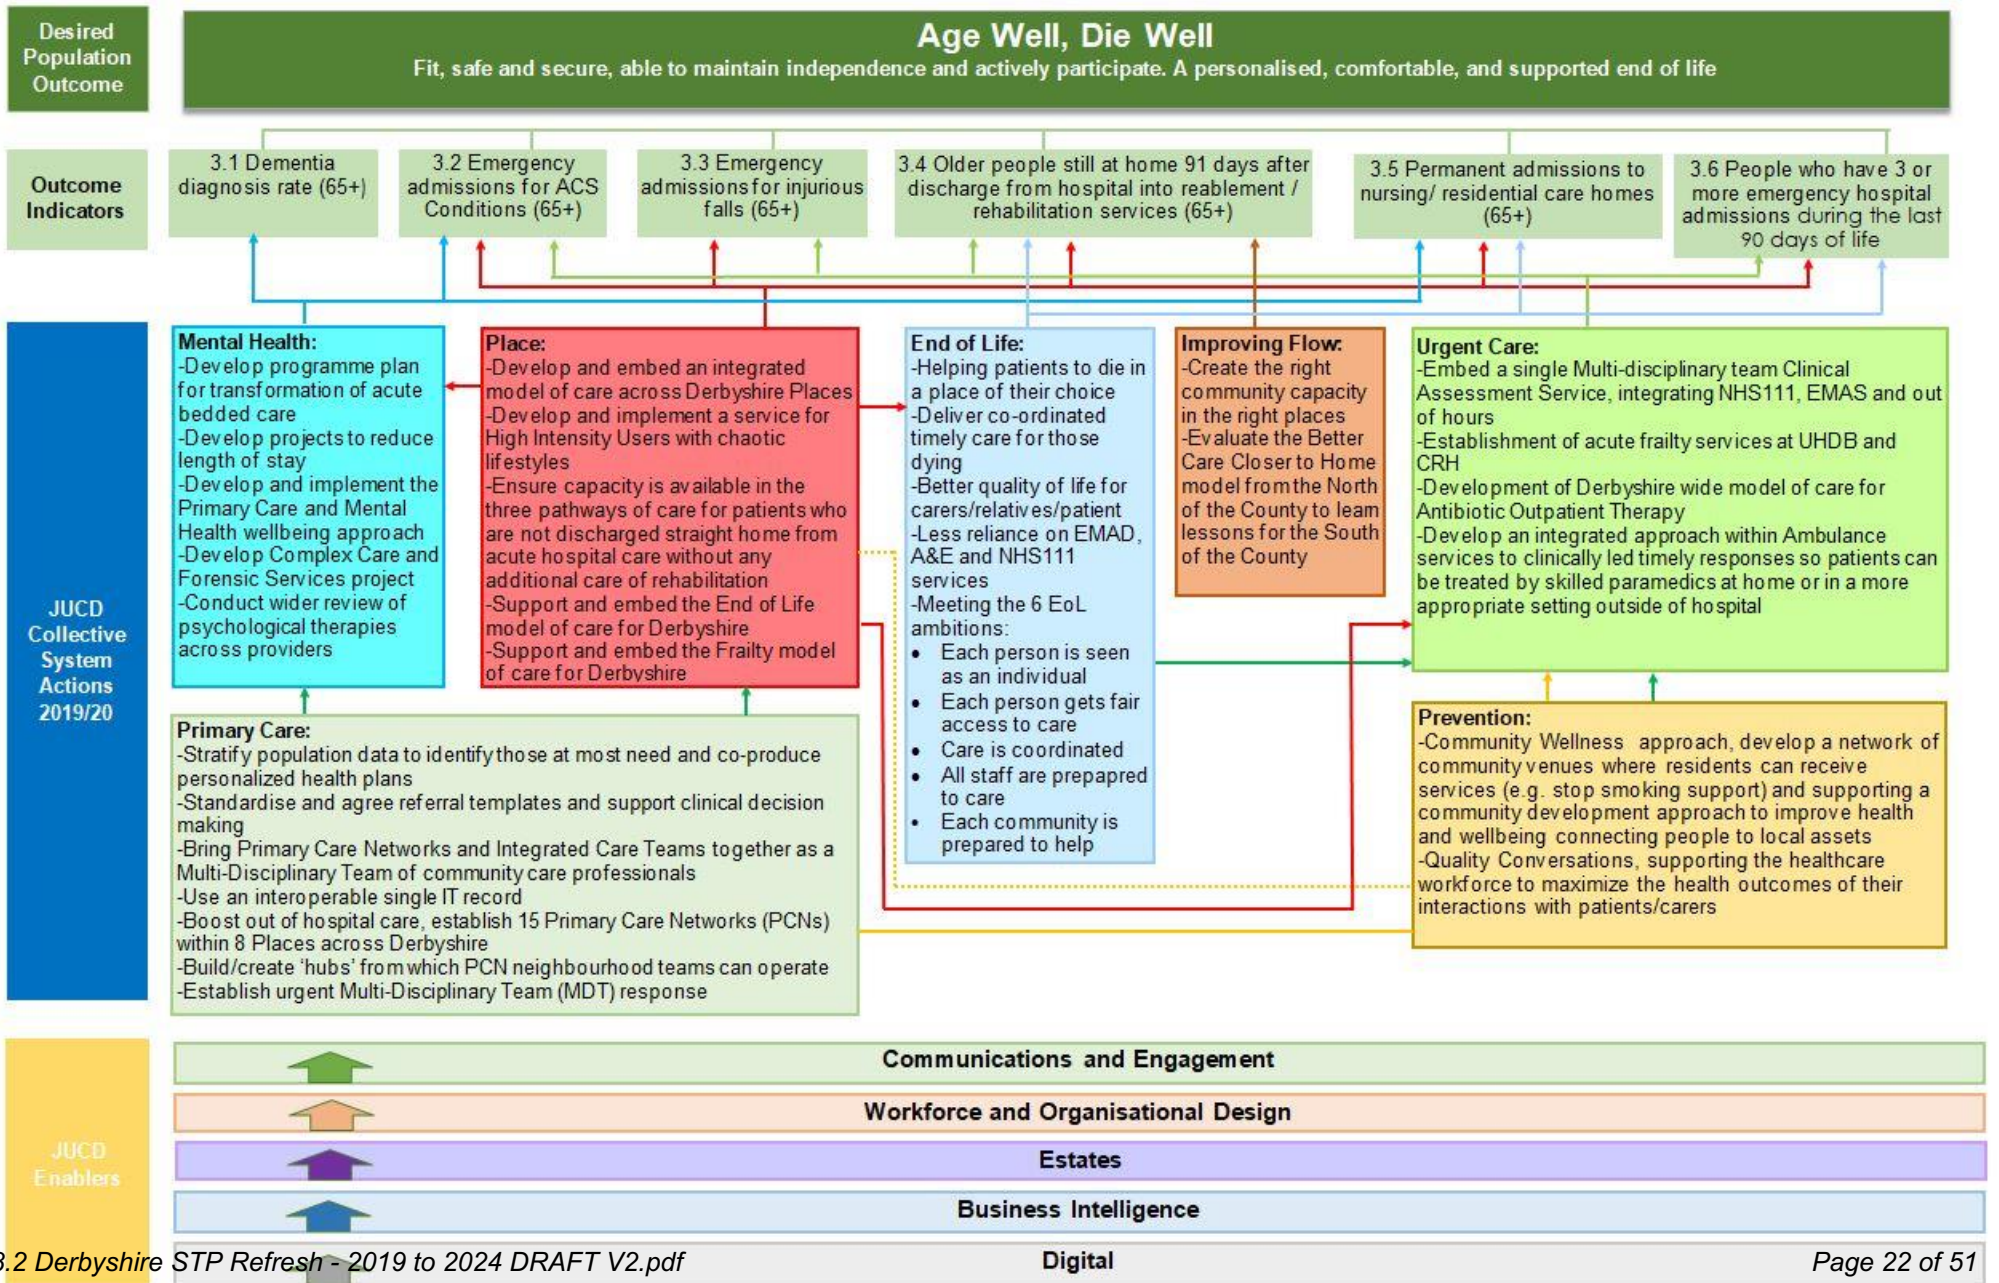 Desired
Population
Outcome
Age Well, Die Well
Fit, safe and secure, able to maintain independence and actively participate. A personalised, comfortable, and supported end of life
Outcome
Indicators
3.1 Dementia
diagnosis rate (65+)
3.2 Emergency
admissions for ACS
Conditions (65+)
3.3 Emergency
admissions for injurious
falls (65+)
3.4 Older people still at home 91 days after
discharge from hospital into reablement /
rehabilitation services (65+)
3.5 Permanent admissions to
nursing/ residential care homes
(65+)
3.6 People who have 3 or
more emergency hospital
admissions during the last
90 days of life
JUCD
Collective
System
Actions
2019/20
Mental Health:
-Develop programme plan
for transformation of acute
bedded care
-Develop projects to reduce
length of stay
-Develop and implement the
Primary Care and Mental
Health wellbeing approach
-Develop Complex Care and
Forensic Services project
-Conduct wider review of
psychological therapies
across providers
Place:
-Develop and embed an integrated
model of care across Derbyshire Places
-Develop and implement a service for
High Intensity Users with chaotic
lifestyles
-Ensure capacity is available in the
three pathways of care for patients who
are not discharged straight home from
acute hospital care without any
additional care of rehabilitation
-Support and embed the End of Life
model of care for Derbyshire
-Support and embed the Frailty model
of care for Derbyshire
End of Life:
-Helping patients to die in
a place of their choice
-Deliver co-ordinated
timely care for those
dying
-Better quality of life for
carers/relatives/patient
-Less reliance on EMAD,
A&E and NHS111
services
-Meeting the 6 EoL
ambitions:
• Each person is seen
as an individual
• Each person gets fair
access to care
• Care is coordinated
• All staff are prepapred
to care
• Each community is
prepared to help
Improving Flow:
-Create the right
community capacity
in the right places
-Evaluate the Better
Care Closer to Home
model from the North
of the County to learn
lessons for the South
of the County
Urgent Care:
-Embed a single Multi-disciplinary team Clinical
Assessment Service, integrating NHS111, EMAS and out
of hours
-Establishment of acute frailty services at UHDB and
CRH
-Development of Derbyshire wide model of care for
Antibiotic Outpatient Therapy
-Develop an integrated approach within Ambulance
services to clinically led timely responses so patients can
be treated by skilled paramedics at home or in a more
appropriate setting outside of hospital
Primary Care:
-Stratify population data to identify those at most need and co-produce
personalized health plans
-Standardise and agree referral templates and support clinical decision
making
-Bring Primary Care Networks and Integrated Care Teams together as a
Multi-Disciplinary Team of community care professionals
-Use an interoperable single IT record
-Boost out of hospital care, establish 15 Primary Care Networks (PCNs)
within 8 Places across Derbyshire
-Build/create ‘hubs’ from which PCN neighbourhood teams can operate
-Establish urgent Multi-Disciplinary Team (MDT) response
Prevention:
-Community Wellness approach, develop a network of
community venues where residents can receive
services (e.g. stop smoking support) and supporting a
community development approach to improve health
and wellbeing connecting people to local assets
-Quality Conversations, supporting the healthcare
workforce to maximize the health outcomes of their
interactions with patients/carers
JUCD
Enablers
Communications and Engagement
Workforce and Organisational Design
Estates
Business Intelligence
Digital
3.2 Derbyshire STP Refresh - 2019 to 2024 DRAFT V2.pdf
Page 22 of 51